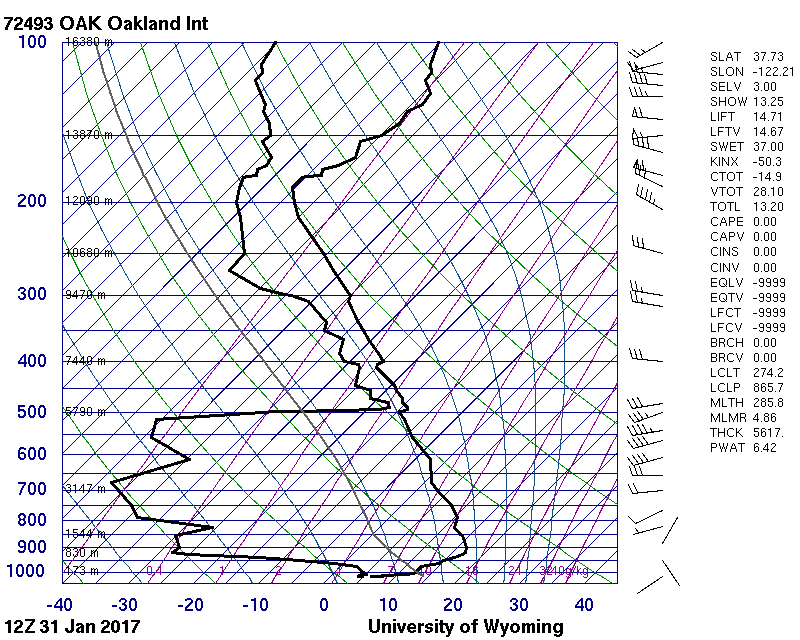 72493 OAK Oakland Int
100 16380 m
13870 m
200 12090 m
10680 m
300 9470 m
400 7440 m
500 5790 m
600
700 3147 m
800
1544 m
900
830 m
1000 173 m 0.4 1 2 4 7 10 16 24 32 40g/kg
-40 -30 -20 -10 0 10 20 30 40
12Z 31 Jan 2017 University of Wyoming
SLAT 37.73
SLON -122.21
SELV 3.00
SHOW 13.25
LIFT 14.71
LFTV 14.67
SWET 37.00
KINX -50.3
CTOT -14.9
VTOT 28.10
TOTL 13.20
CAPE 0.00
CAPV 0.00
CINS 0.00
CINV 0.00
EQLV -9999
EQTV -9999
LFCT -9999
LFCV -9999
BRCH 0.00
BRCV 0.00
LCLT 274.2
LCLP 865.7
MLTH 285.8
MLMR 4.86
THCK 5617.
PWAT 6.42